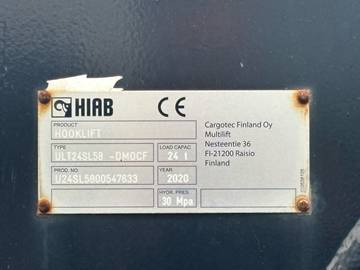 HIAB CE
PRODUCT
HOOKLIFT
TYPE LOAD CAPAC.
ULT24SL58 -DMOCF 24 t
PROD.NO. YEAR
U24SL5800547633 2020
HYDR. PRES.
30 Mpa
Cargotec Finland Oy
Multilift
Nesteentie 36
FI-21200 Raisio
Finland